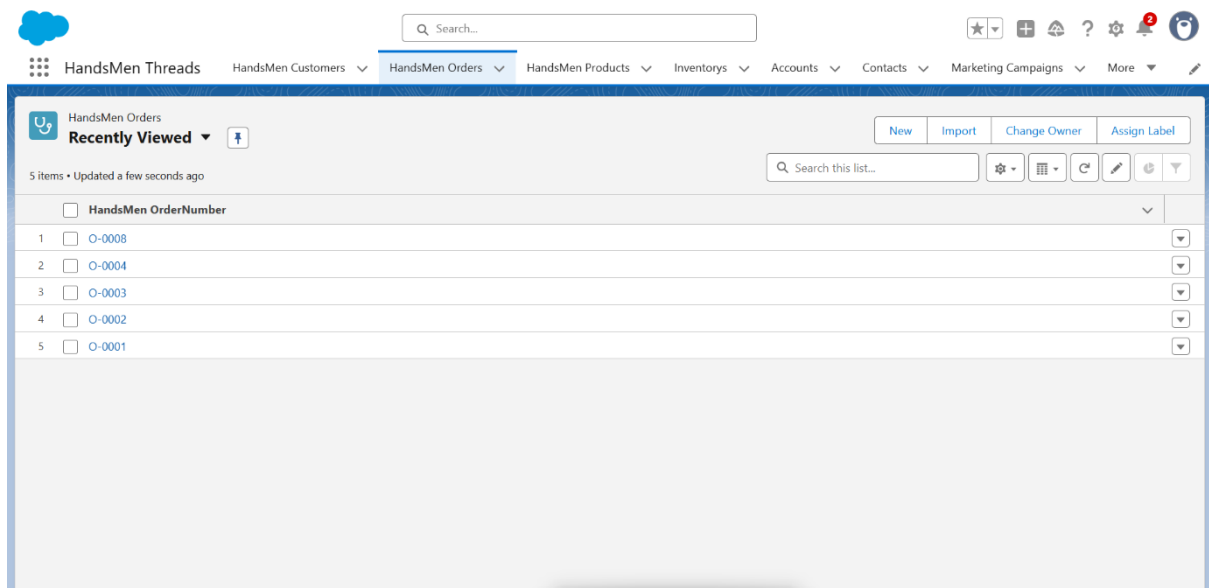 Search...
2
HandsMen Threads HandsMen Customers HandsMen Orders HandsMen Products Inventorys Accounts Contacts Marketing Campaigns More
HandsMen Orders
Recently Viewed
New Import Change Owner Assign Label
5 items • Updated a few seconds ago
Search this list...
HandsMen OrderNumber
1 O-0008
2 O-0004
3 O-0003
4 O-0002
5 O-0001